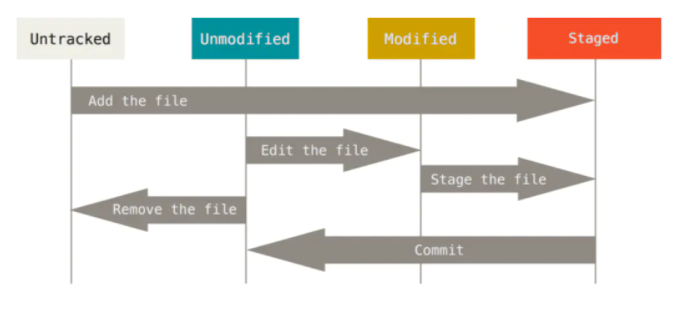 Untracked
Unmodified
Modified
Staged
Add the file
Edit the file
Stage the file
Remove the file
Commit